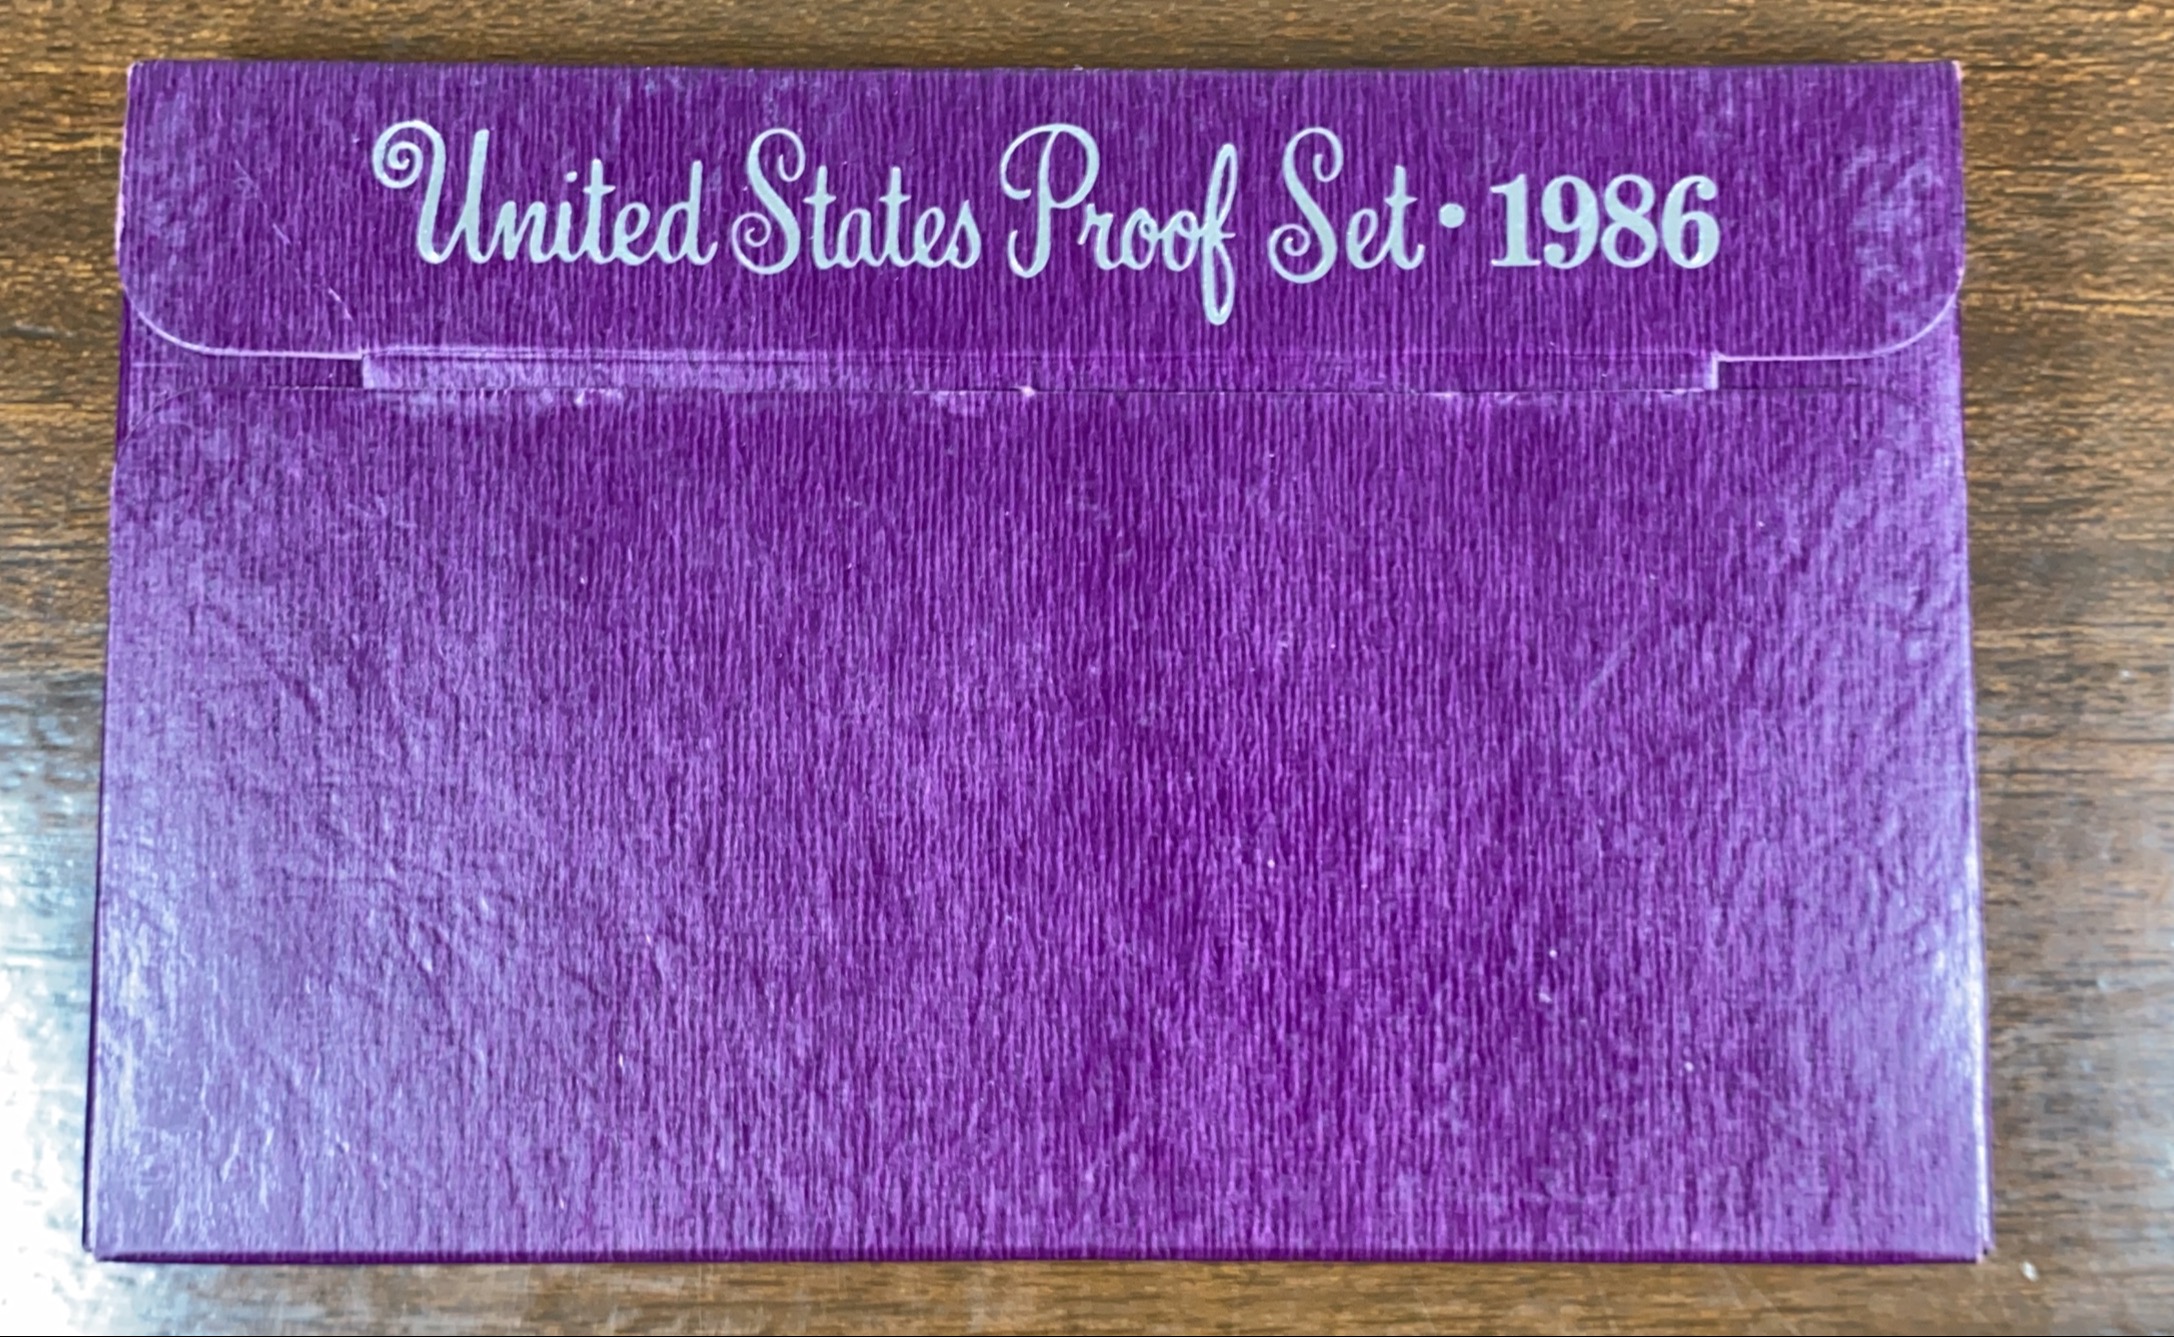 United States Proof Set • 1986